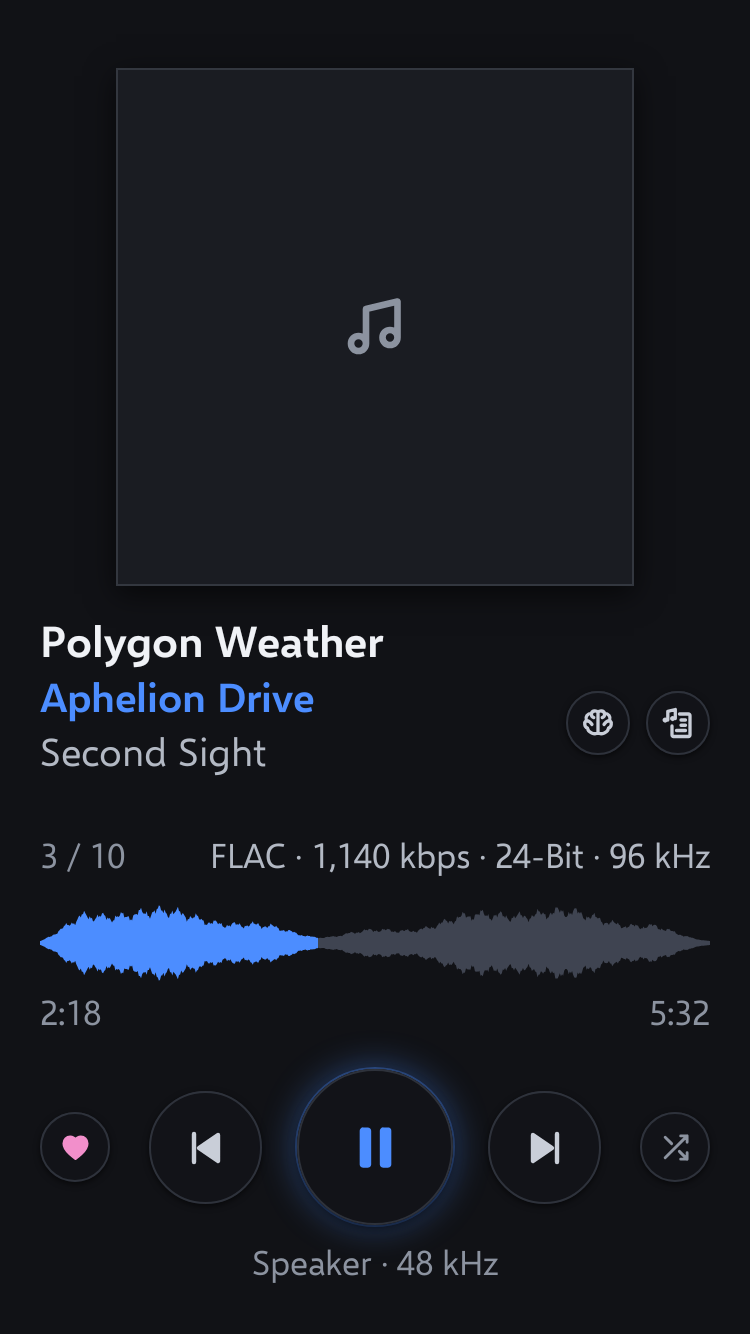 Polygon Weather
Aphelion Drive
Second Sight
3 / 10
FLAC · 1,140 kbps · 24-Bit · 96 kHz
2:18
5:32
Speaker · 48 kHz